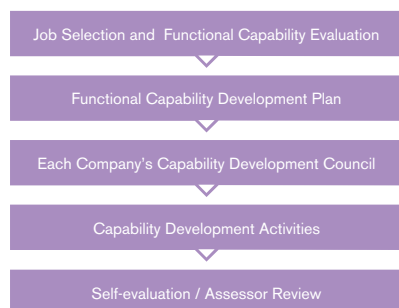 Job Selection and Functional Capability Evaluation
Functional Capability Development Plan
Each Company's Capability Development Council
Capability Development Activities
Self-evaluation / Assessor Review